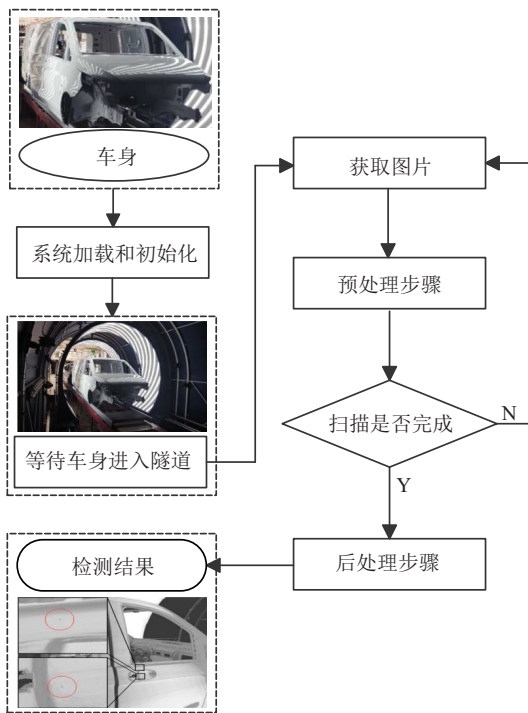 车身
系统加载和初始化
等待车身进入隧道
获取图片
预处理步骤
扫描是否完成
N
Y
后处理步骤
检测结果